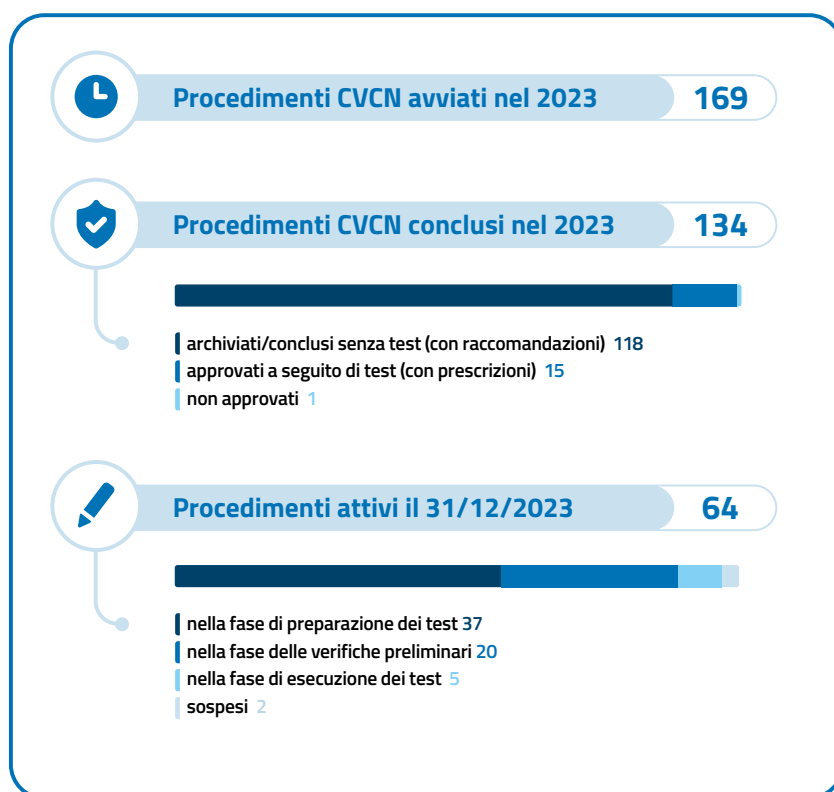 Procedimenti CVCN avviati nel 2023 169
Procedimenti CVCN conclusi nel 2023 134
archiviati/conclusi senza test (con raccomandazioni) 118
approvati a seguito di test (con prescrizioni) 15
non approvati 1
Procedimenti attivi il 31/12/2023 64
nella fase di preparazione dei test 37
nella fase delle verifiche preliminari 20
nella fase di esecuzione dei test 5
sospesi 2